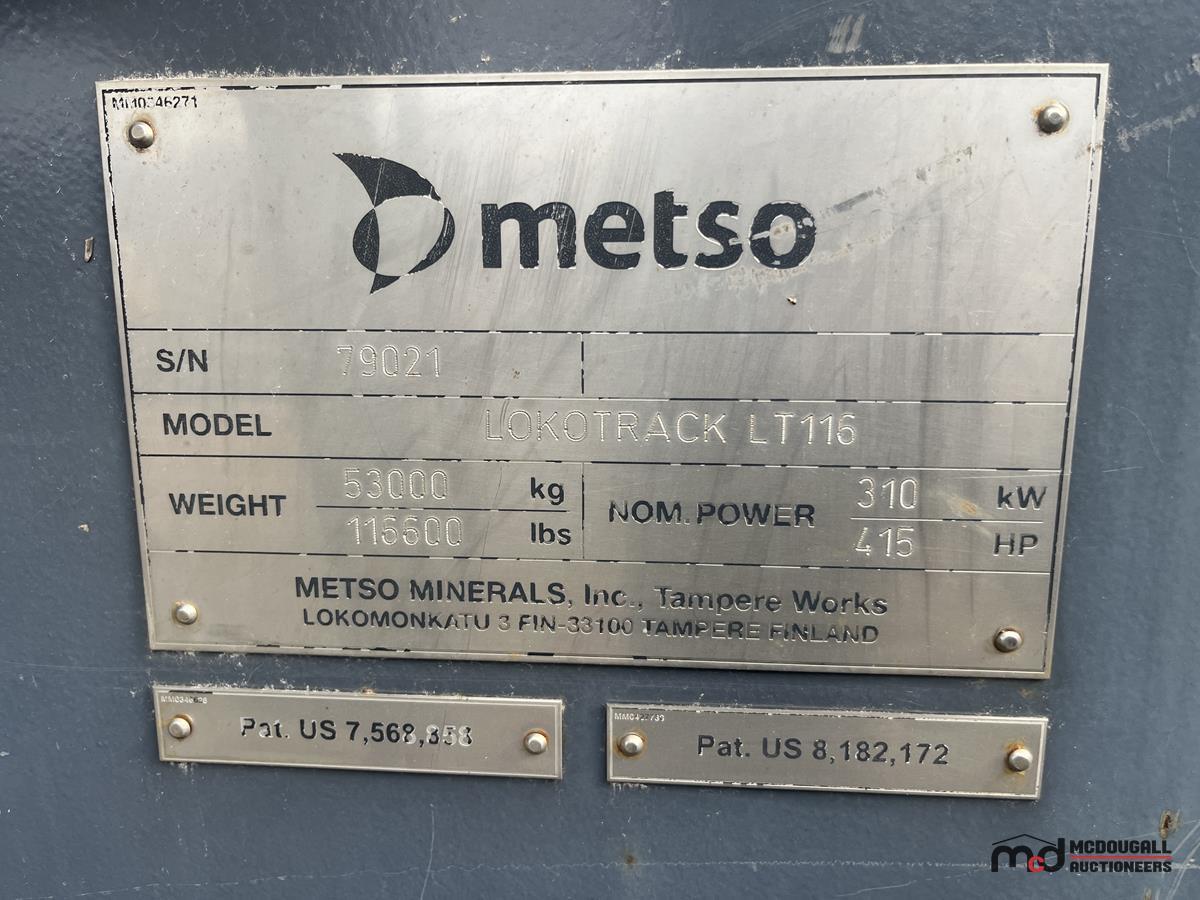 MM0346271
metso
S/N 79021
MODEL LOKOTRACK LT116
WEIGHT 53000 kg NOM. POWER 310 kW
116600 lbs 415 HP
METSO MINERALS, Inc., Tampere Works
LOKOMONKATU 3 FIN-33100 TAMPERE FINLAND
Pat. US 7,568,858
Pat. US 8,182,172
mcd MCDOUGALL
AUCTIONEERS